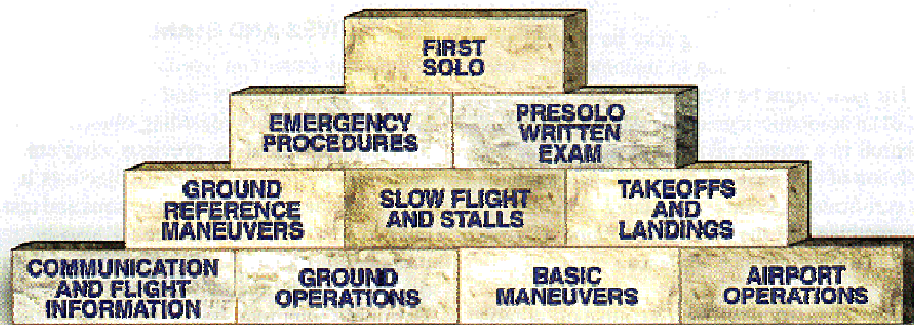 FIRST
SOLO
EMERGENCY
PROCEDURES
PRESOLO
WRITTEN
EXAM
GROUND
REFERENCE
MANEUVERS
SLOW FLIGHT
AND STALLS
TAKEOFFS
AND
LANDINGS
COMMUNICATION
AND FLIGHT
INFORMATION
GROUND
OPERATIONS
BASIC
MANEUVERS
AIRPORT
OPERATIONS